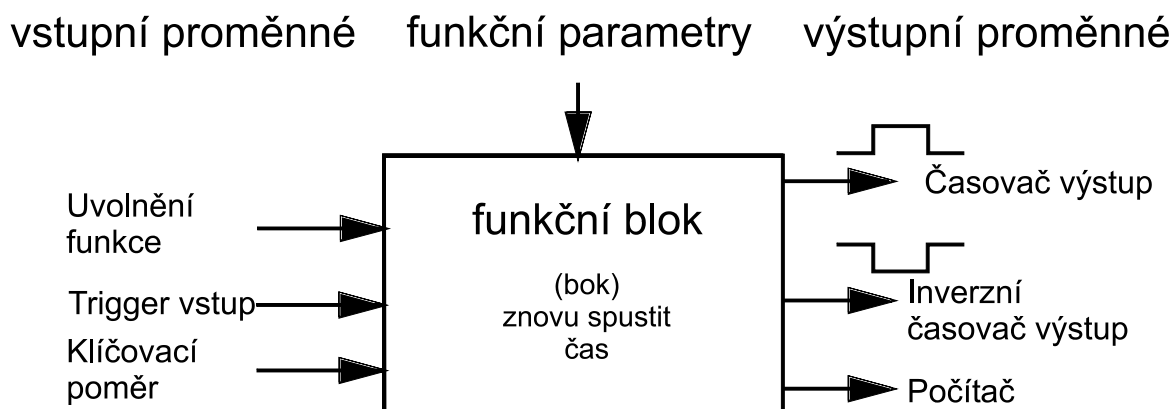 vstupní proměnné
funkční parametry
výstupní proměnné
Uvolnění
funkce
Trigger vstup
Klíčovací
poměr
funkční blok
(bok)
znovu spustit
čas
Časovač výstup
Inverzní
časovač výstup
Počítač